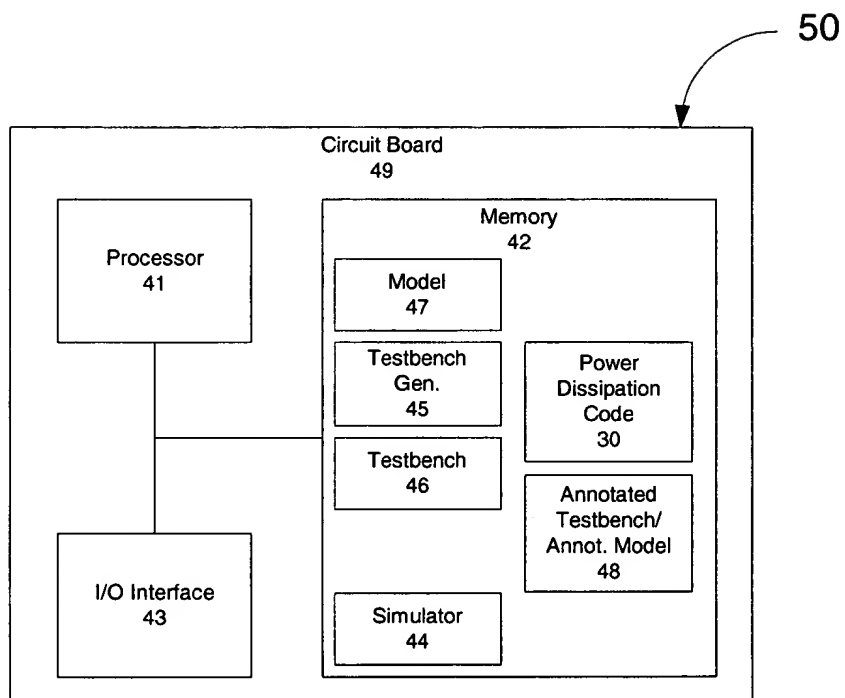 50
Circuit Board
49
Processor
41
Memory
42
Model
47
Testbench
Gen.
45
Testbench
46
Power
Dissipation
Code
30
Annotated
Testbench/
Annot. Model
48
I/O Interface
43
Simulator
44